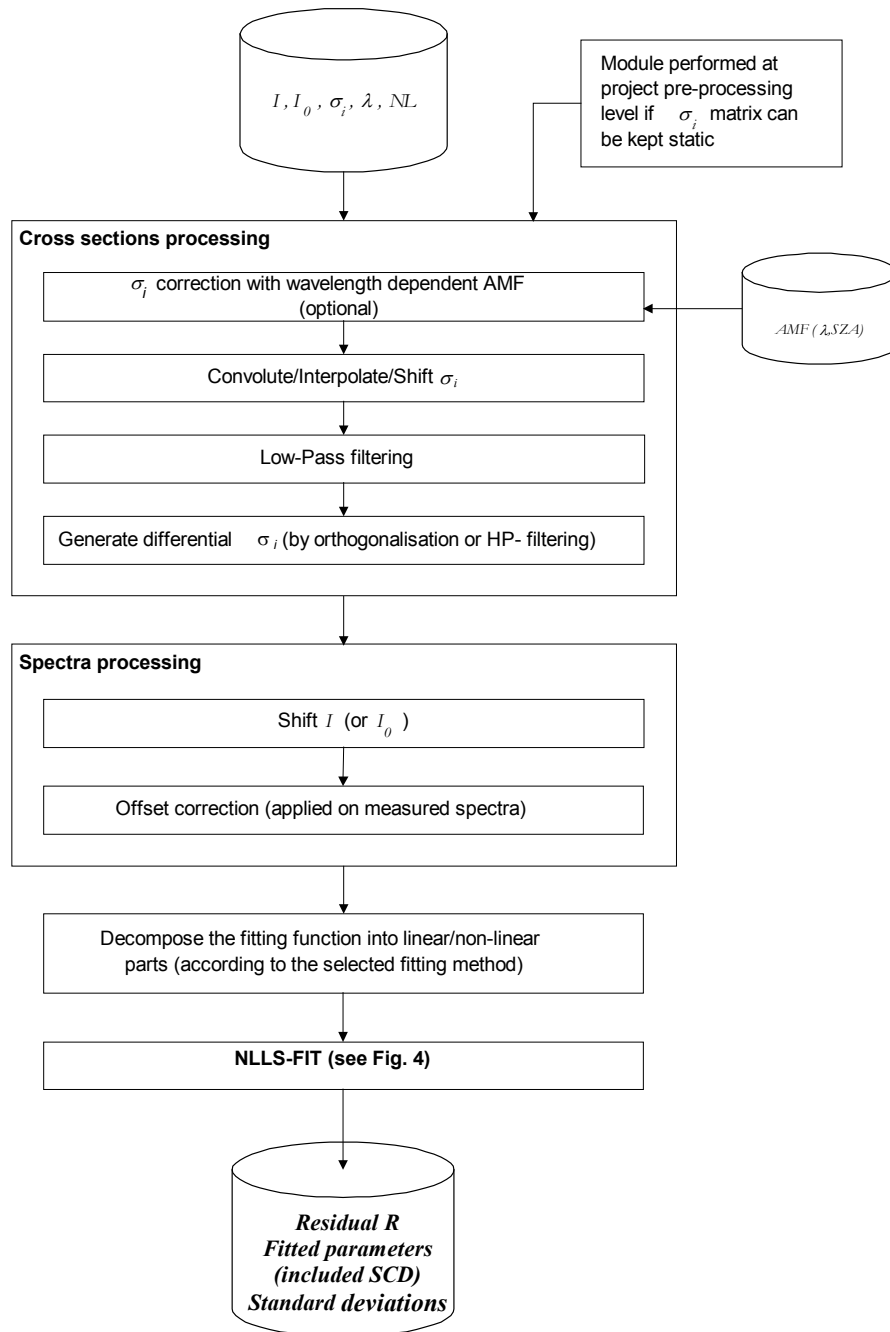 I , I0 , σi, λ , NL
Module performed at
project pre-processing
level if σi matrix can
be kept static
Cross sections processing
σi correction with wavelength dependent AMF
(optional)
AMF ( λ,SZA)
Convolute/Interpolate/Shift σi
Low-Pass filtering
Generate differential σi (by orthogonalisation or HP- filtering)
Spectra processing
Shift I (or I0 )
Offset correction (applied on measured spectra)
Decompose the fitting function into linear/non-linear
parts (according to the selected fitting method)
NLLS-FIT (see Fig. 4)
Residual R
Fitted parameters
(included SCD)
Standard deviations